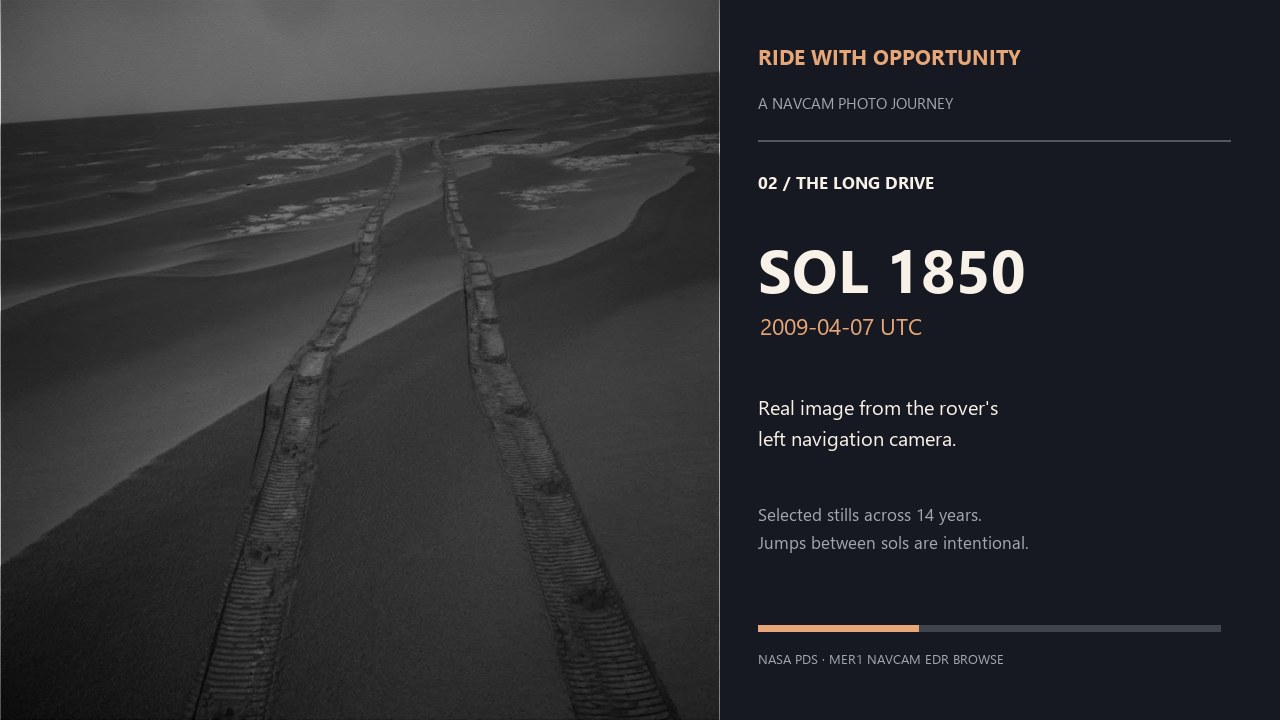 RIDE WITH OPPORTUNITY
A NAVCAM PHOTO JOURNEY
02 / THE LONG DRIVE
SOL 1850
2009-04-07 UTC
Real image from the rover's
left navigation camera.
Selected stills across 14 years.
Jumps between sols are intentional.
NASA PDS · MER1 NAVCAM EDR BROWSE